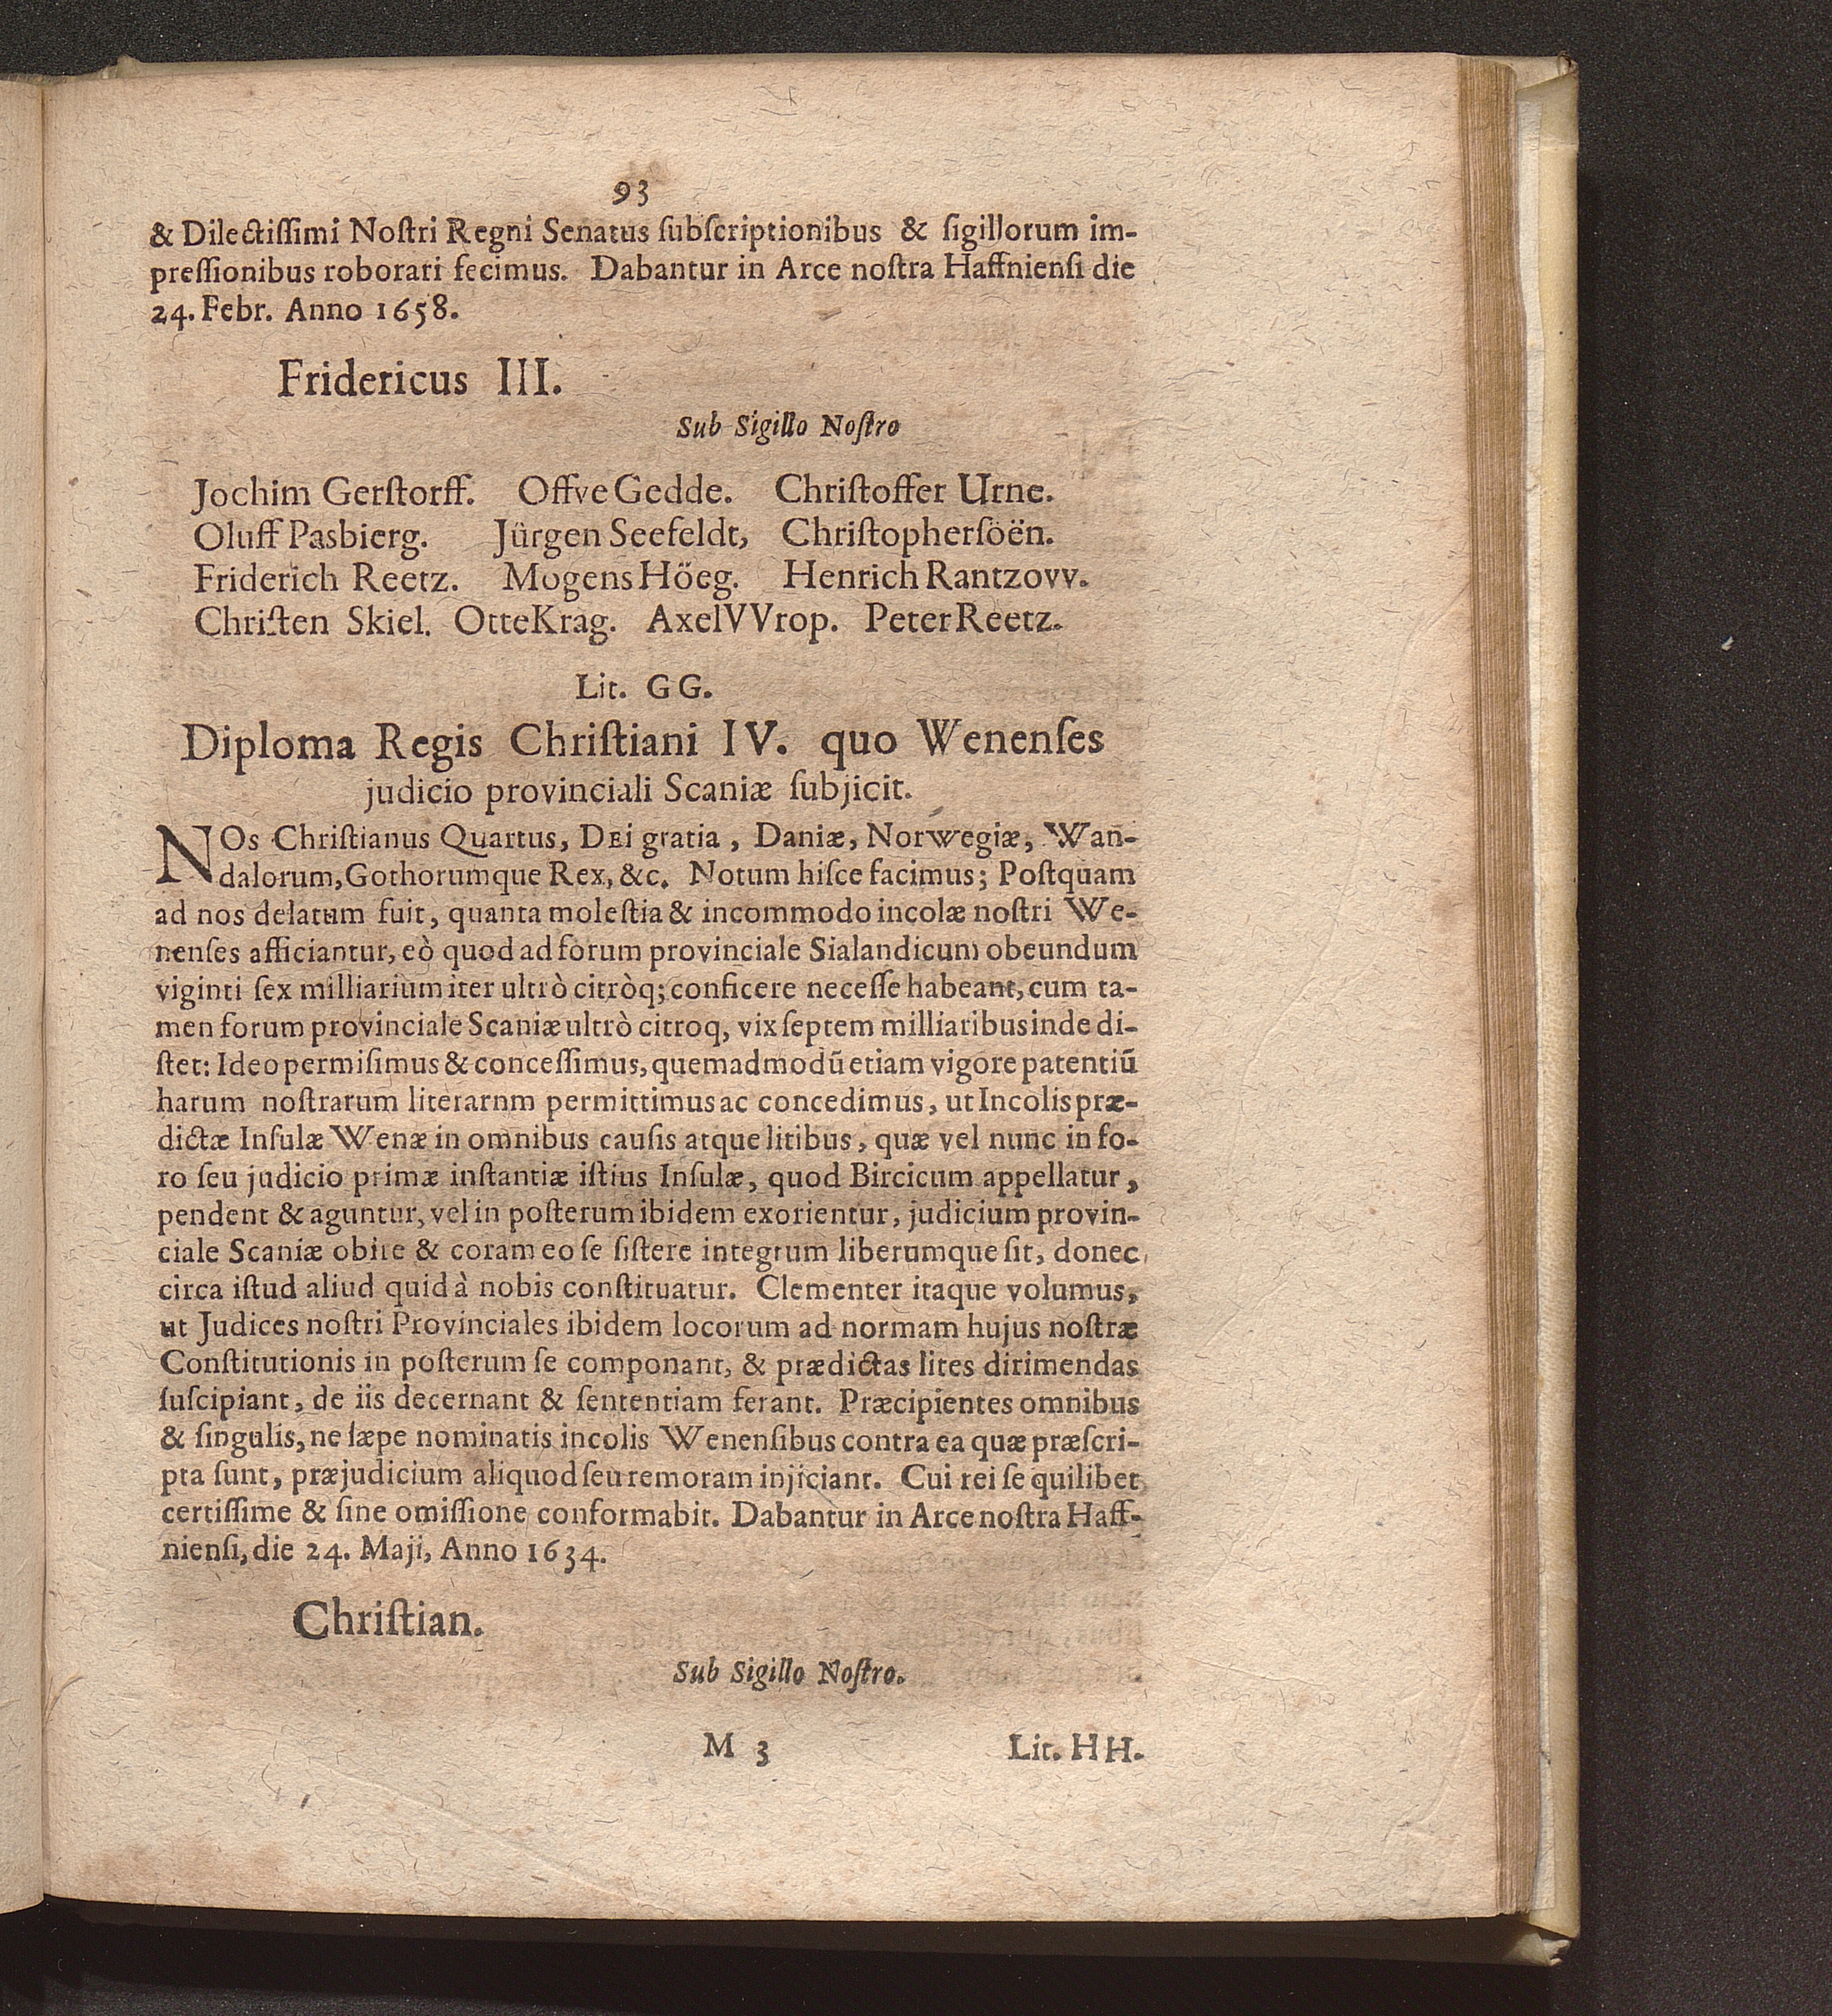 93
& Dilectiſſimi Noſtri Regni Senatus ſubſcriptionibus & ſigillorum im-
preſſionibus roborari fecimus. Dabantur in Arce noſtra Haffnienſi die
24. Febr. Anno 1658.
Fridericus III.
Sub Sigillo Noſtro
Jochim Gerſtorff. Offve Gedde. Chriſtoffer Urne.
Oluff Pasbierg. Jürgen Seefeldt, Chriſtopherſöën.
Friderich Reetz. Mogens Höeg. Henrich Rantzovv.
Chriſten Skiel. Otte Krag. Axel VVrop. Peter Reetz.
Lit. GG.
Diploma Regis Chriſtiani IV. quo Wenenſes
judicio provinciali Scaniæ ſubjicit.
NOs Chriſtianus Quartus, DEi gratia, Daniæ, Norwegiæ, Wan-
dalorum, Gothorumque Rex, &c. Notum hiſce facimus; Poſtquam
ad nos delatum fuit, quanta moleſtia & incommodo incolæ noſtri We-
nenſes afficiantur, eò quod ad forum provinciale Sialandicum obeundum
viginti ſex milliarium iter ultrò citròq; conficere neceſſe habeant, cum ta-
men forum provinciale Scaniæ ultrò citroq, vix ſeptem milliaribus inde di-
ſtet: Ideo permiſimus & conceſſimus, quemadmodũ etiam vigore patentiũ
harum noſtrarum literarnm permittimus ac concedimus, ut Incolis præ-
dictæ Inſulæ Wenæ in omnibus cauſis atque litibus, quæ vel nunc in fo-
ro ſeu judicio primæ inſtantiæ iſtius Inſulæ, quod Bircicum appellatur,
pendent & aguntur, vel in poſterum ibidem exorientur, judicium provin-
ciale Scaniæ obire & coram eo ſe ſiſtere integrum liberumque ſit, donec
circa iſtud aliud quid à nobis conſtituatur. Clementer itaque volumus,
ut Judices noſtri Provinciales ibidem locorum ad normam hujus noſtræ
Conſtitutionis in poſterum ſe componant, & prædictas lites dirimendas
ſuſcipiant, de iis decernant & ſententiam ferant. Præcipientes omnibus
& ſingulis, ne ſæpe nominatis incolis Wenenſibus contra ea quæ præſcri-
pta ſunt, præjudicium aliquod ſeu remoram injiciant. Cui rei ſe quilibet
certiſſime & ſine omiſſione conformabit. Dabantur in Arce noſtra Haff-
nienſi, die 24. Maji, Anno 1634.
Chriſtian.
Sub Sigillo Noſtro.
M 3 Lit. HH.